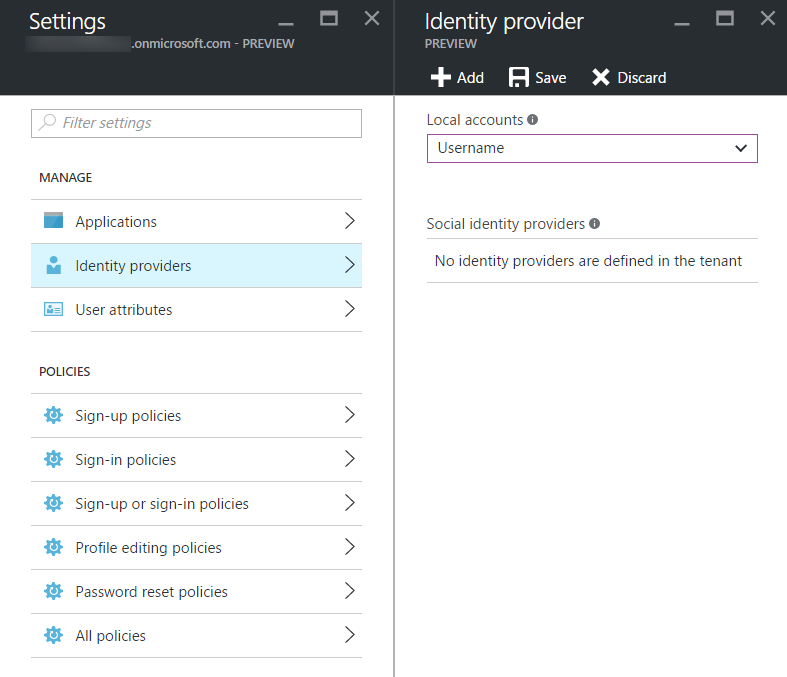 Settings
.onmicrosoft.com - PREVIEW
Filter settings
MANAGE
Applications
Identity providers
User attributes
POLICIES
Sign-up policies
Sign-in policies
Sign-up or sign-in policies
Profile editing policies
Password reset policies
All policies
Identity provider
PREVIEW
Add Save Discard
Local accounts
Username
Social identity providers
No identity providers are defined in the tenant